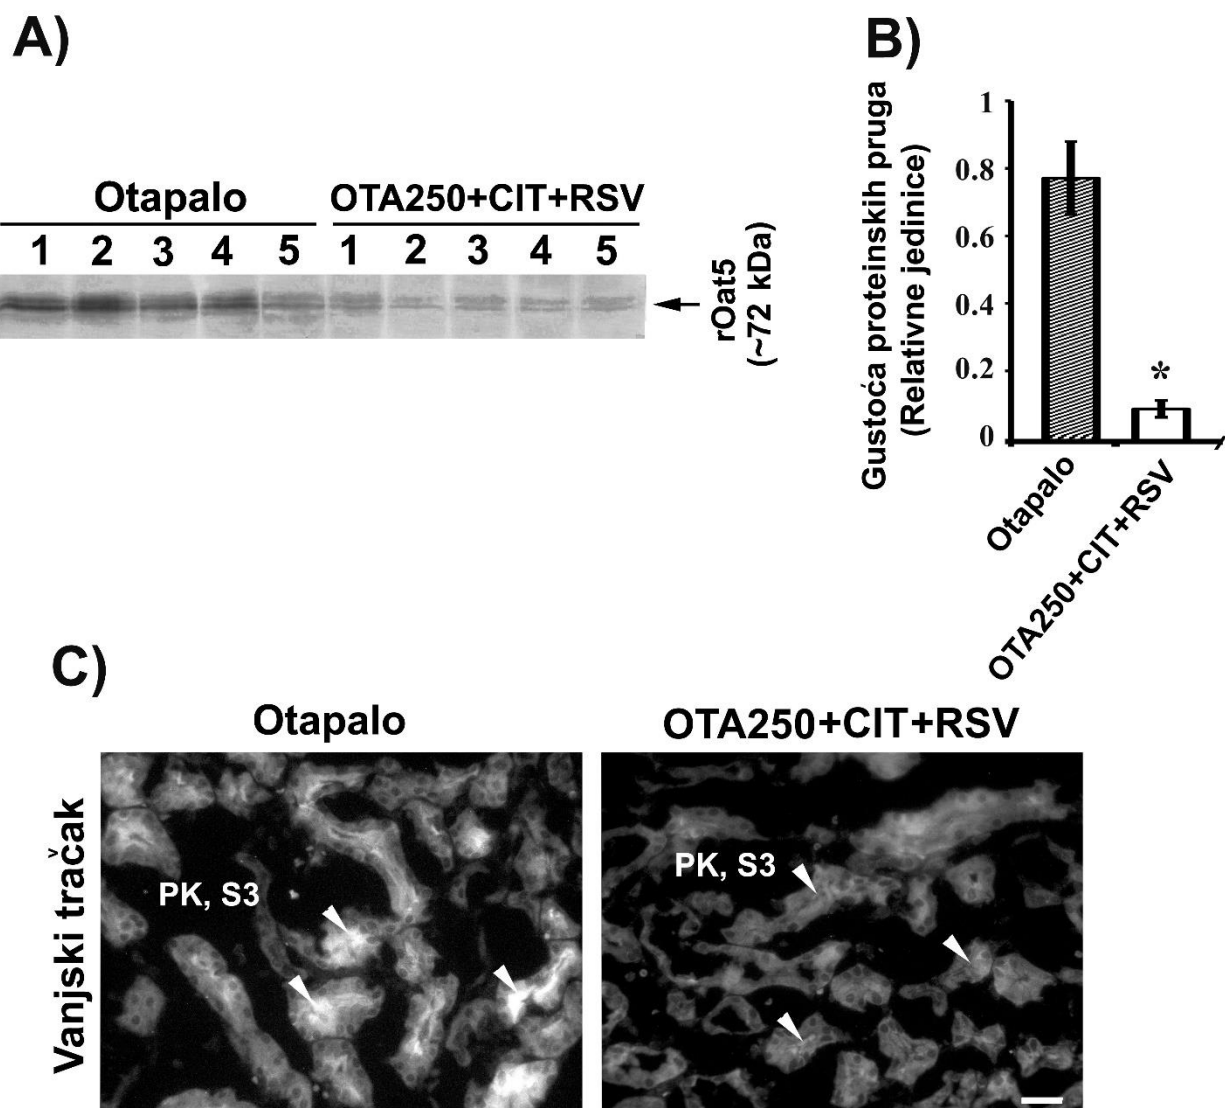 A)
Otapalo
OTA250+CIT+RSV
1 2 3 4 5 1 2 3 4 5
rOat5
(~72 kDa)
B)
Gustoća proteinskih pruga
(Relativne jedinice)
1
0.8
0.6
0.4
0.2
0
*
Otapalo
OTA250+CIT+RSV
C)
Otapalo
OTA250+CIT+RSV
Vanjski tračak
PK, S3
PK, S3